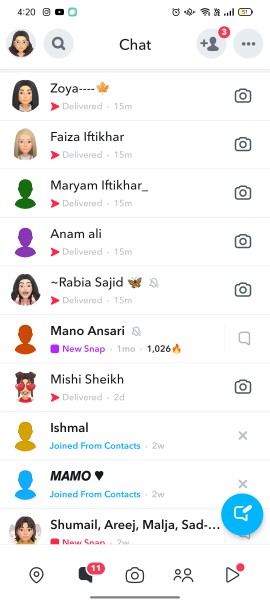 4:20
51
Chat
3
Zoya----🍁
Delivered · 15m
Faiza Iftikhar
Delivered · 15m
Maryam Iftikhar_
Delivered · 15m
Anam ali
Delivered · 15m
~Rabia Sajid 🦋
Delivered · 15m
Mano Ansari
New Snap · 1mo · 1,026🔥
Mishi Sheikh
Delivered · 2d
Ishmal
Joined From Contacts · 2w
MAMO ♥
Joined From Contacts · 2w
Shumail, Areej, Malja, Sad-...
New Snap · 2w
11